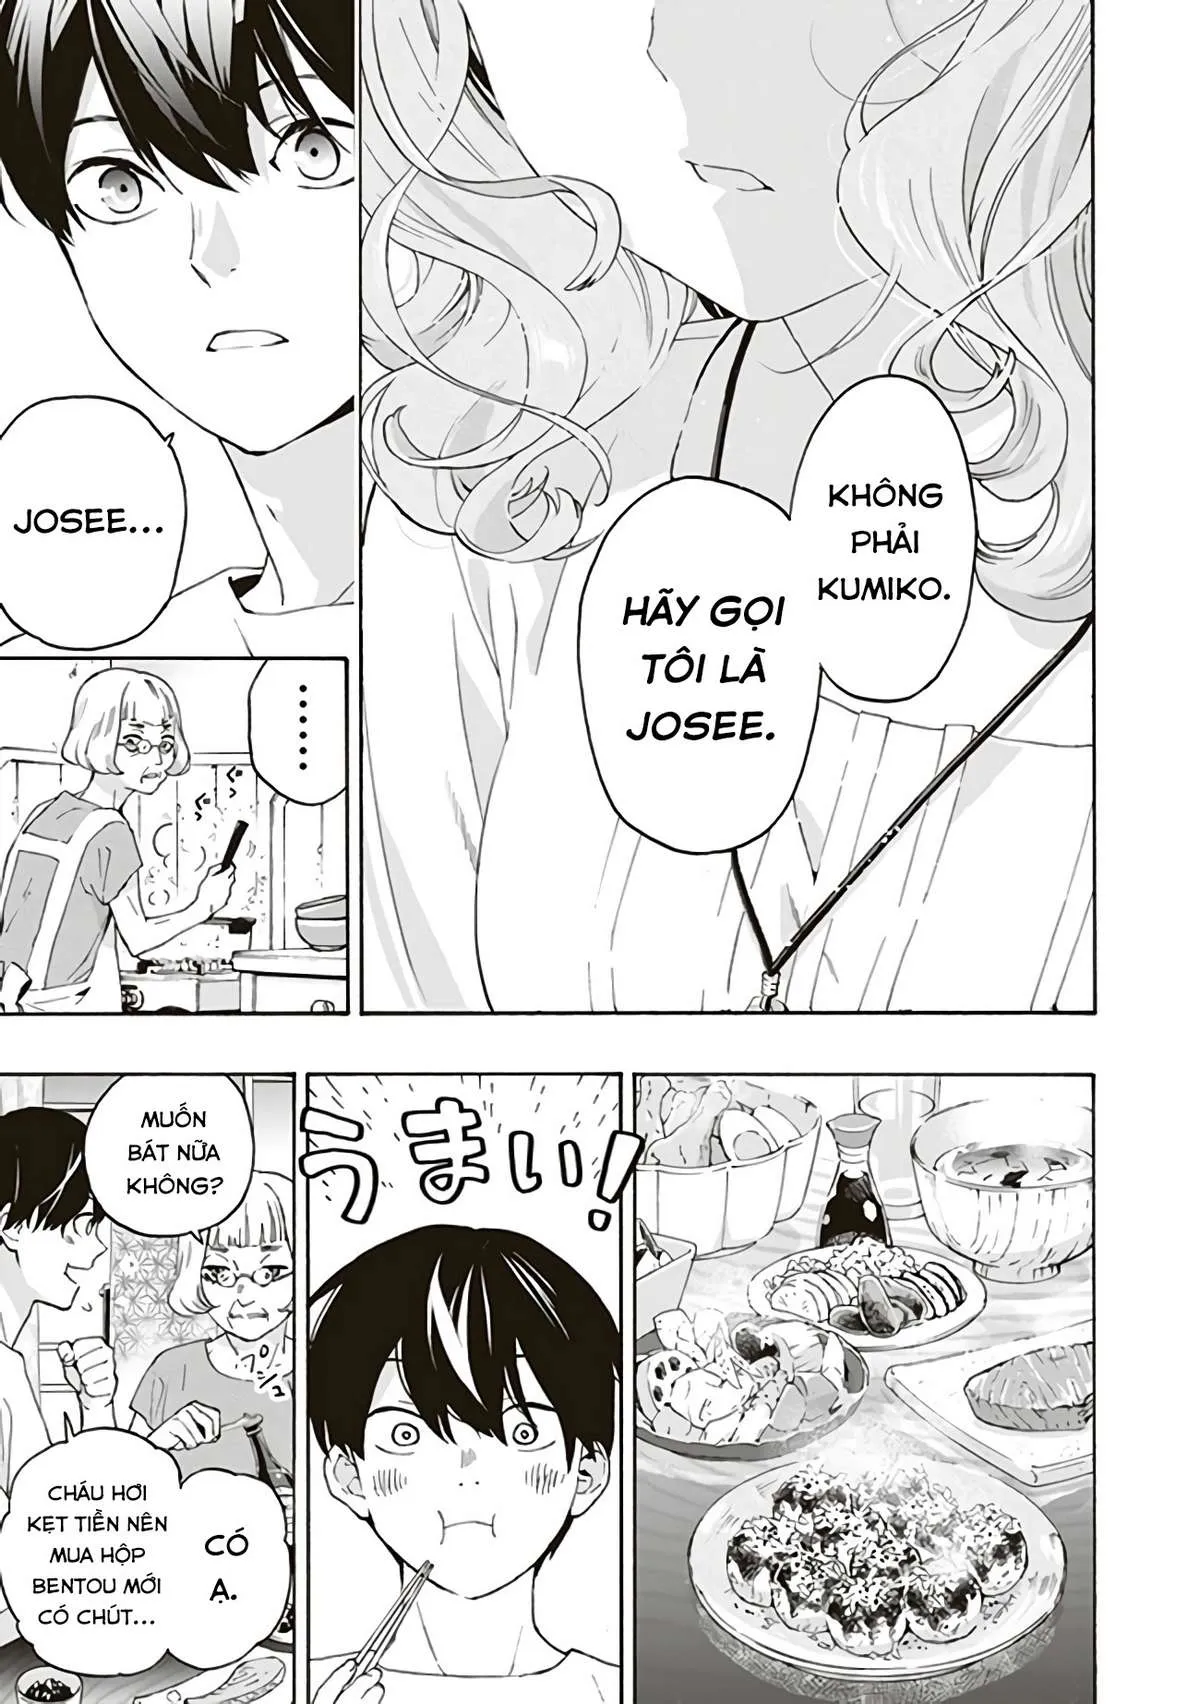 KHÔNG
PHẢI
KUMIKO.
HÃY GỌI
TÔI LÀ
JOSEE.
JOSEE...
........
うまい!
MUỐN
BÁT NỮA
KHÔNG?
CÓ
Ạ.
CHÁU HƠI
KẸT TIỀN NÊN
MUA HỘP
BENTOU MỚI
CÓ CHÚT...